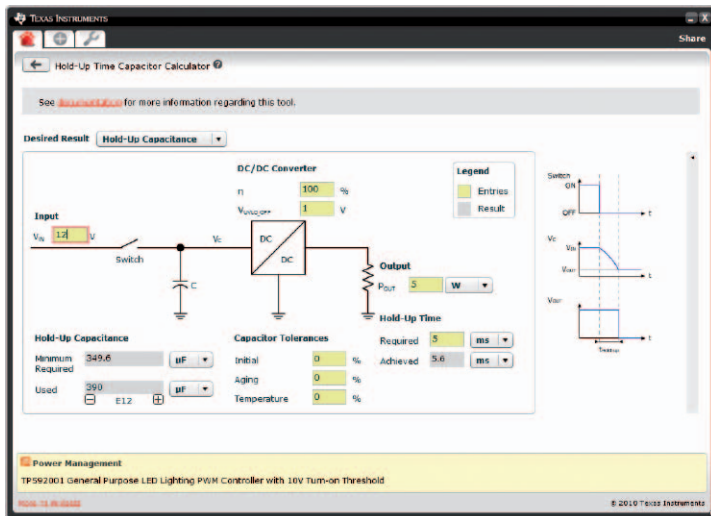 TEXAS INSTRUMENTS
Share
Hold-Up Time Capacitor Calculator
See documentation for more information regarding this tool.
Desired Result Hold-Up Capacitance
DC/DC Converter
η 100 %
VUVLO_OFF 1 V
Legend
Entries
Result
Input
VIN 12 V
Switch
VC
DC
DC
C
Output
POUT 5 W
Hold-Up Time
Required 5 ms
Achieved 5.6 ms
Hold-Up Capacitance
Minimum Required 349.6 µF
Used 390 µF
E12
Capacitor Tolerances
Initial 0 %
Aging 0 %
Temperature 0 %
Switch
ON
OFF
t
VC
VIN
t
VOUT
t
Power Management
TPS92001 General Purpose LED Lighting PWM Controller with 10V Turn-on Threshold
© 2010 Texas Instruments